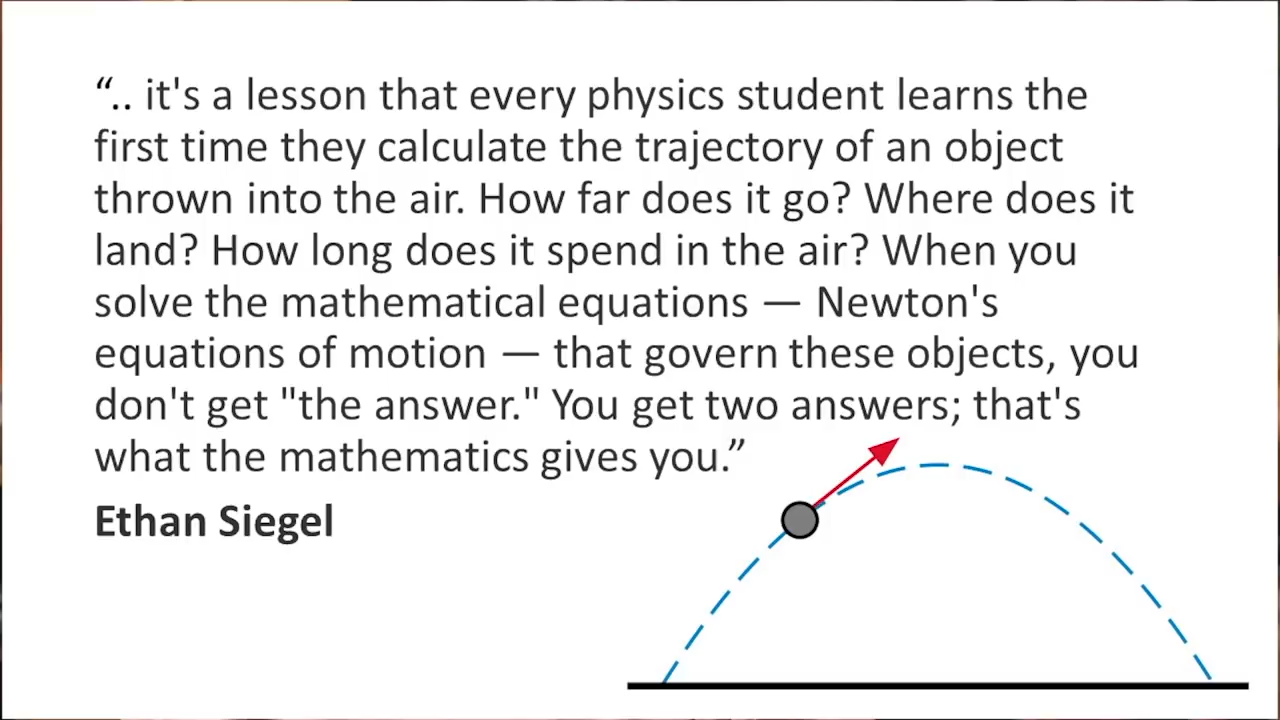 “.. it's a lesson that every physics student learns the
first time they calculate the trajectory of an object
thrown into the air. How far does it go? Where does it
land? How long does it spend in the air? When you
solve the mathematical equations — Newton's
equations of motion — that govern these objects, you
don't get "the answer." You get two answers; that's
what the mathematics gives you.”
Ethan Siegel